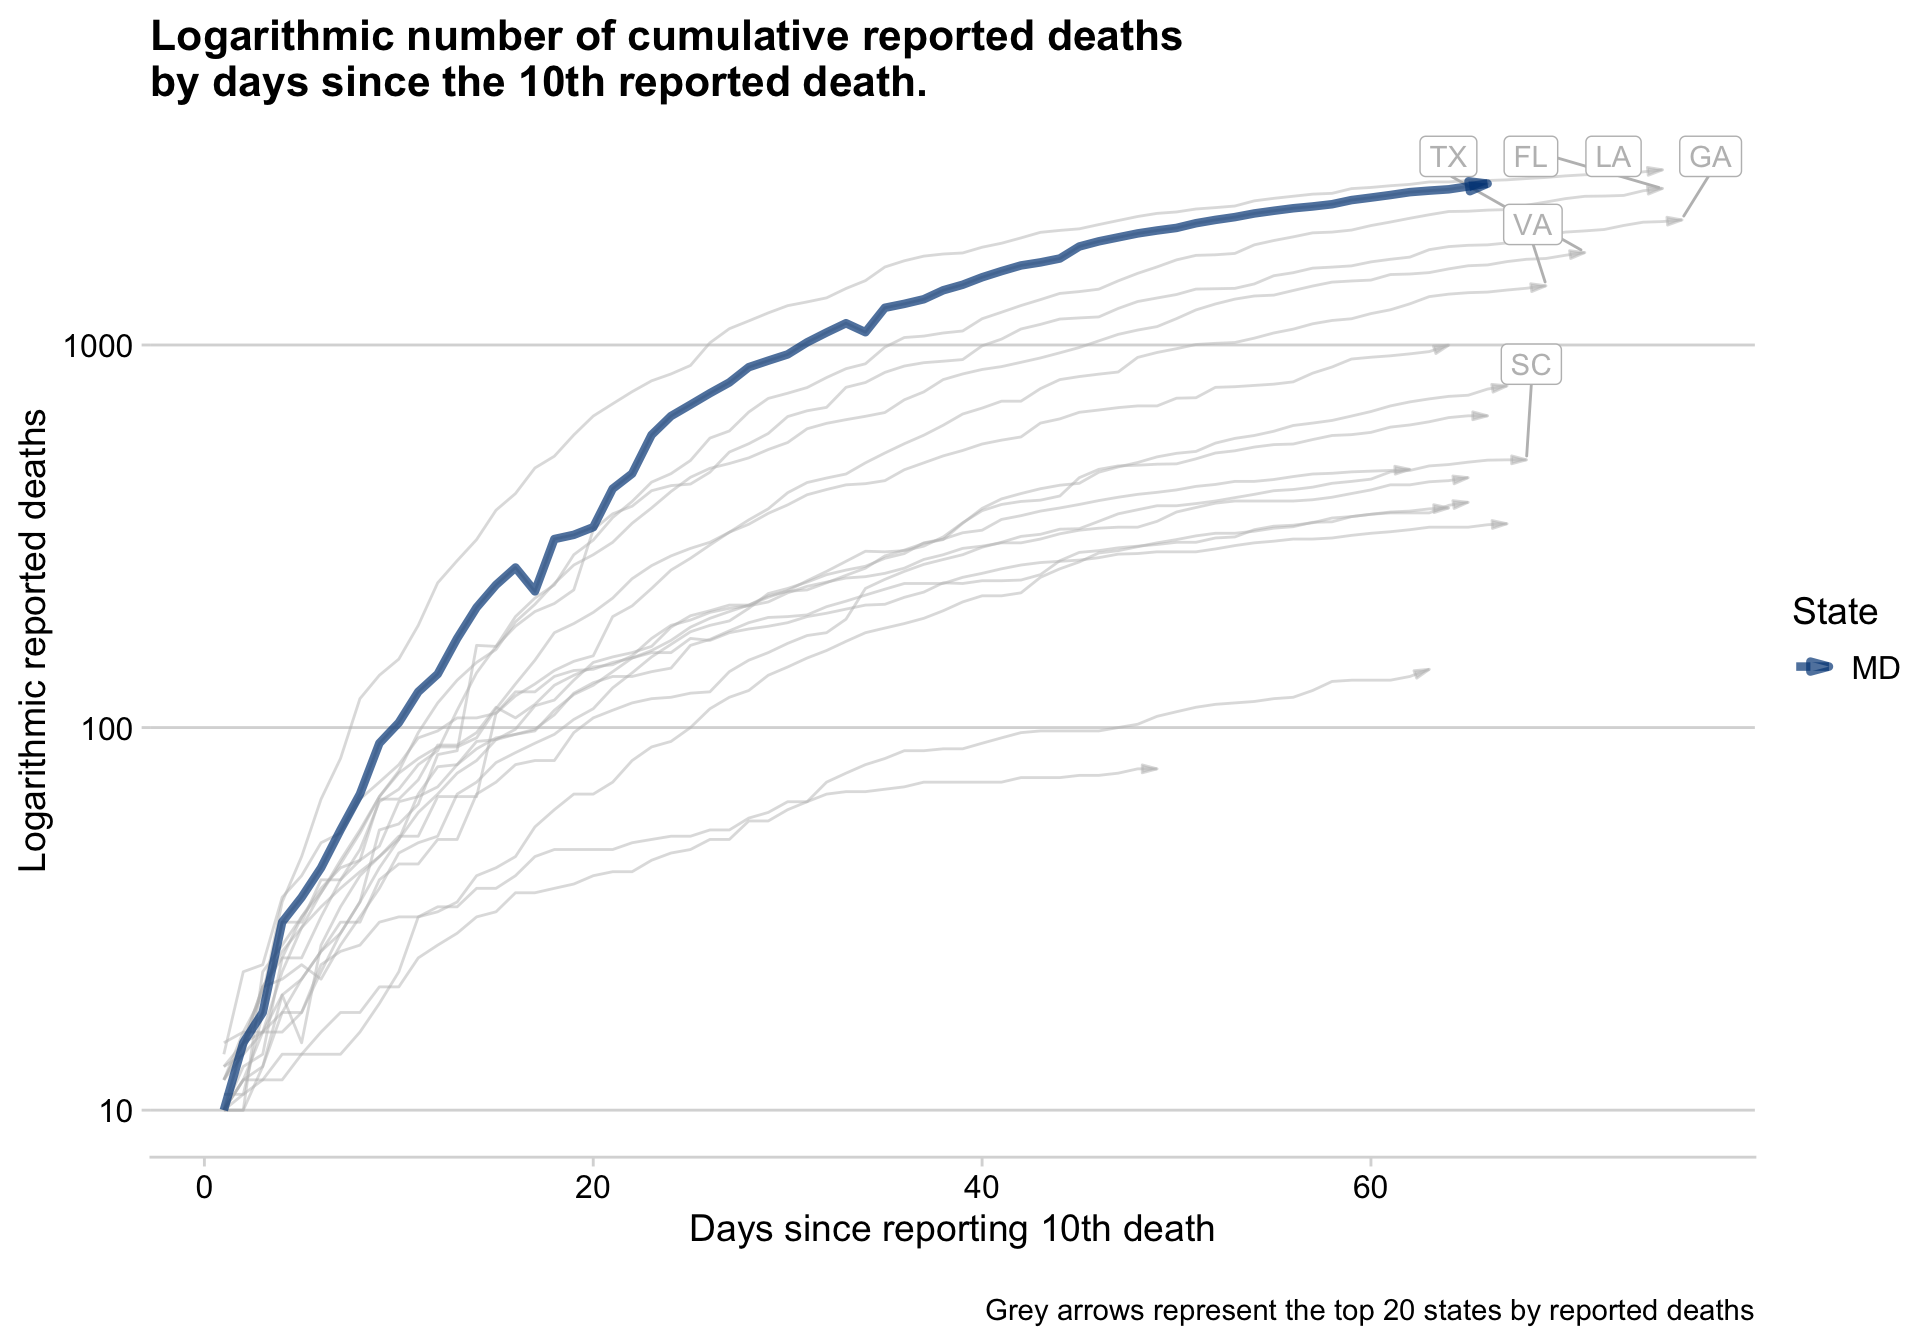 Logarithmic number of cumulative reported deaths
by days since the 10th reported death.
TX
FL
LA
GA
VA
SC
1000
100
10
Logarithmic reported deaths
State
MD
0
20
40
60
Days since reporting 10th death
Grey arrows represent the top 20 states by reported deaths